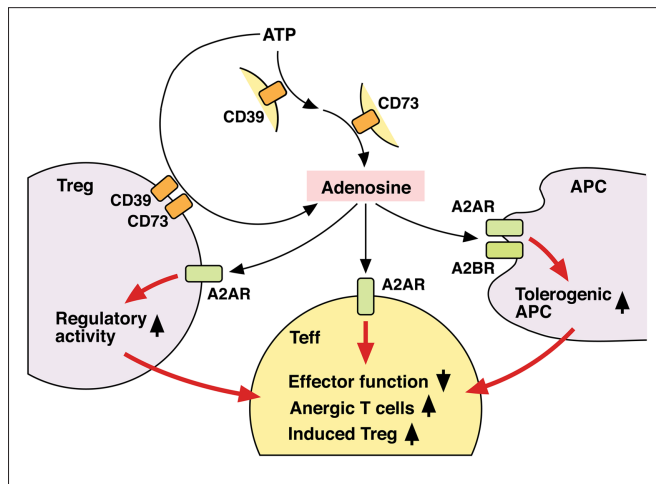 ATP
CD39
CD73
Treg
CD39
CD73
Adenosine
APC
A2AR
A2BR
A2AR
A2AR
Regulatory
activity
Tolerogenic
APC
Teff
Effector function
Anergic T cells
Induced Treg